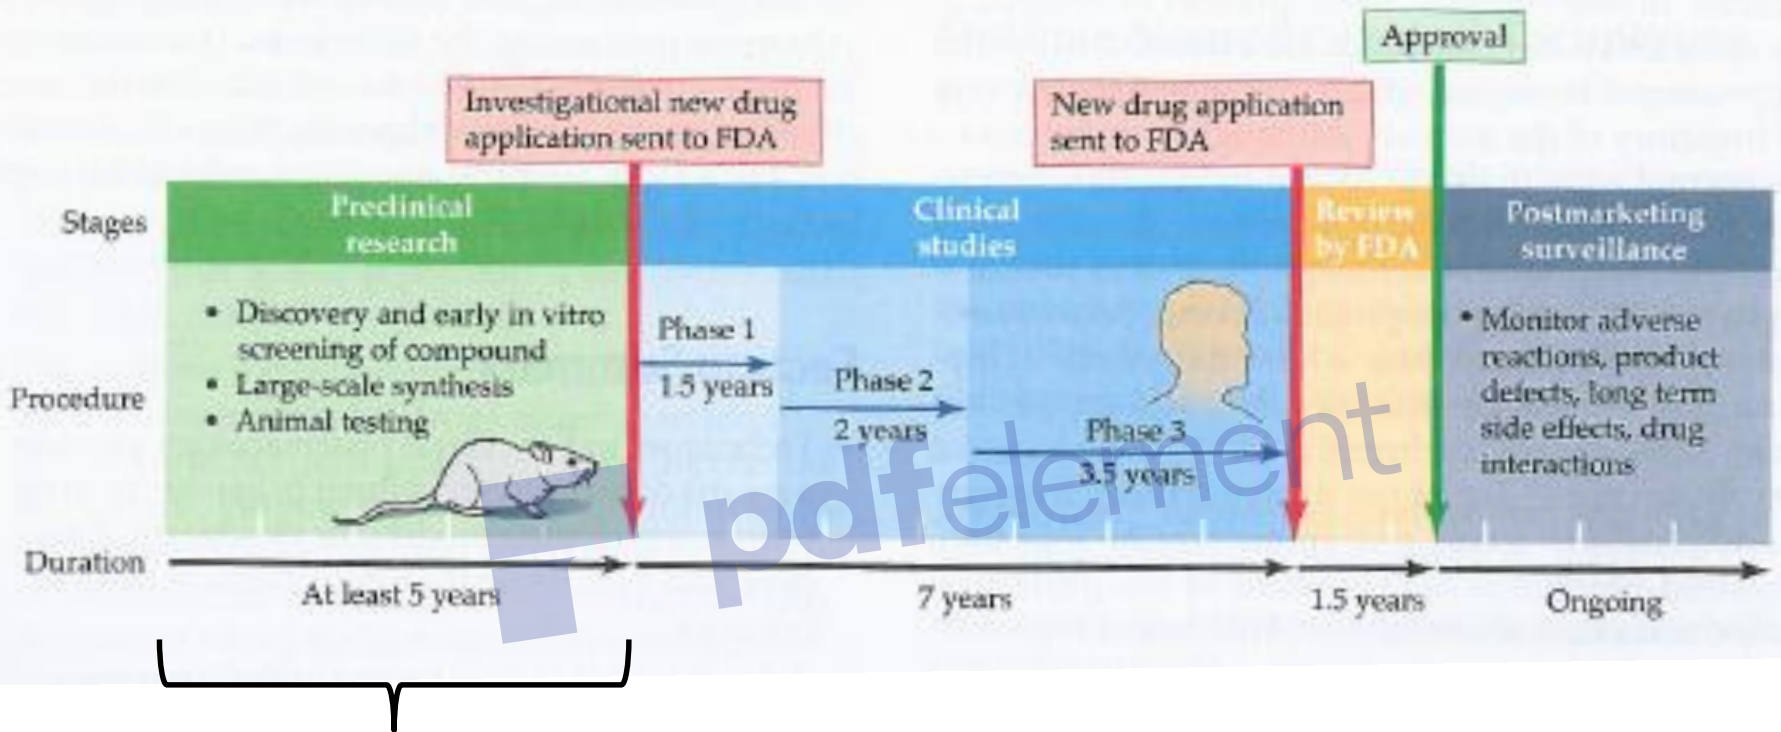 Approval
Investigational new drug
application sent to FDA
New drug application
sent to FDA
Stages
Preclinical
research
Clinical
studies
Review
by FDA
Postmarketing
surveillance
Procedure
• Discovery and early in vitro
screening of compound
• Large-scale synthesis
• Animal testing
Phase 1
1.5 years
Phase 2
2 years
Phase 3
3.5 years
• Monitor adverse
reactions, product
defects, long term
side effects, drug
interactions
pdfelement
Duration
At least 5 years
7 years
1.5 years
Ongoing